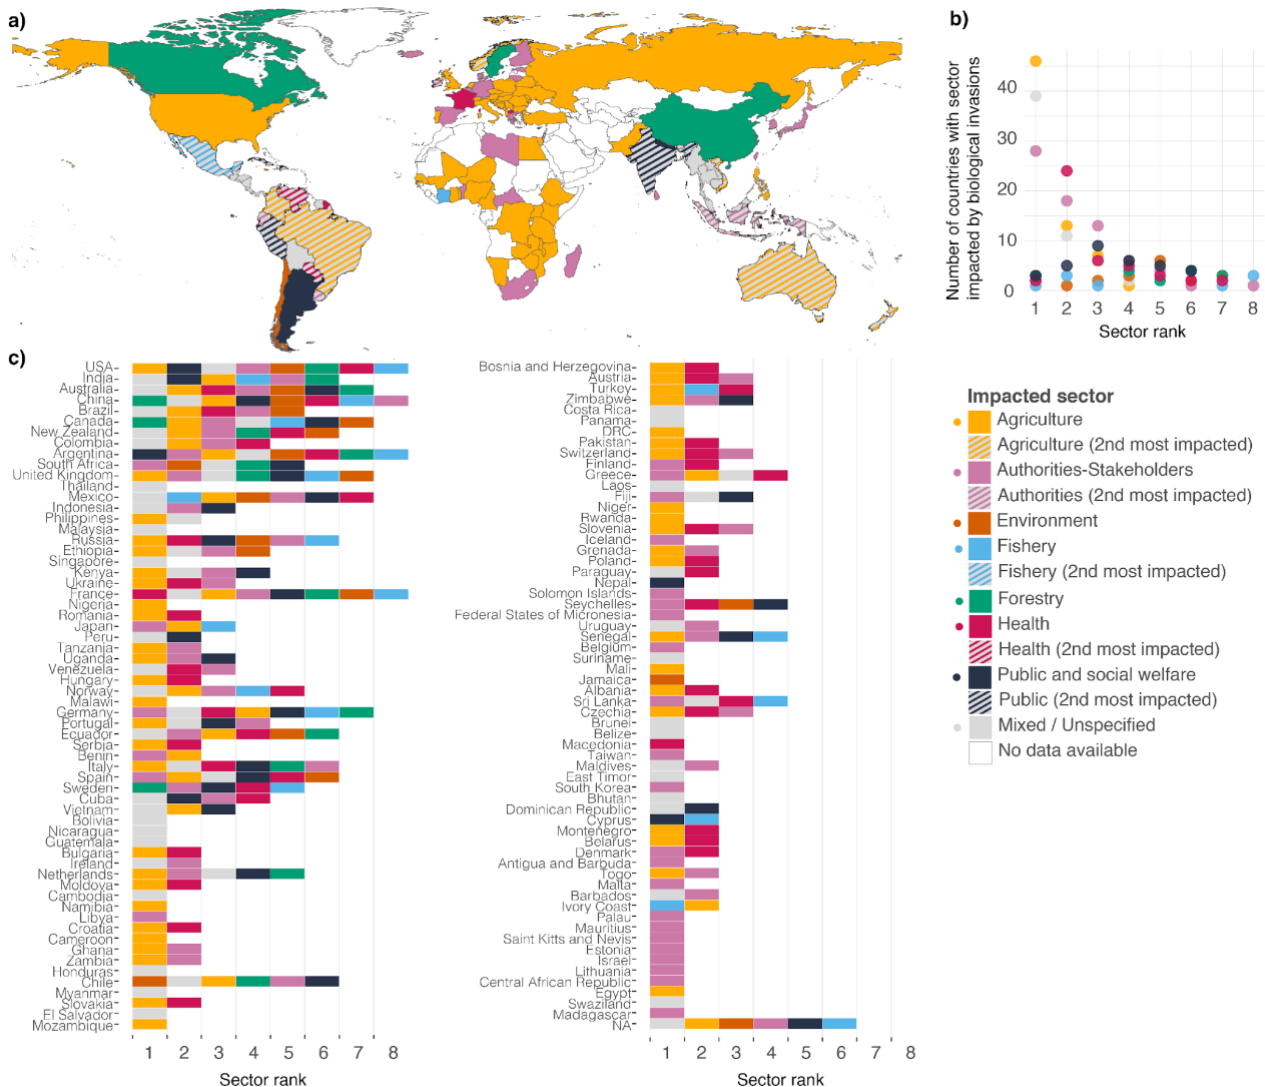 a)
b)
Number of countries with sector
impacted by biological invasions
40
30
20
10
0
1 2 3 4 5 6 7 8
Sector rank
c)
USA
India
Australia
China
Brazil
Canada
New Zealand
Colombia
Argentina
South Africa
United Kingdom
Thailand
Mexico
Indonesia
Philippines
Malaysia
Russia
Ethiopia
Singapore
Kenya
Ukraine
France
Nigeria
Romania
Japan
Peru
Tanzania
Uganda
Venezuela
Hungary
Norway
Malawi
Germany
Portugal
Ecuador
Serbia
Benin
Italy
Spain
Sweden
Cuba
Vietnam
Bolivia
Nicaragua
Guatemala
Bulgaria
Ireland
Netherlands
Moldova
Cambodia
Namibia
Libya
Croatia
Cameroon
Ghana
Zambia
Honduras
Chile
Myanmar
Slovakia
El Salvador
Mozambique
1 2 3 4 5 6 7 8
Sector rank
Bosnia and Herzegovina
Austria
Turkey
Zimbabwe
Costa Rica
Panama
DRC
Pakistan
Switzerland
Finland
Greece
Laos
Fiji
Niger
Rwanda
Slovenia
Iceland
Grenada
Poland
Paraguay
Nepal
Solomon Islands
Seychelles
Federal States of Micronesia
Uruguay
Senegal
Belgium
Suriname
Mali
Jamaica
Albania
Sri Lanka
Czechia
Brunei
Belize
Macedonia
Taiwan
Maldives
East Timor
South Korea
Bhutan
Dominican Republic
Cyprus
Montenegro
Belarus
Denmark
Antigua and Barbuda
Togo
Malta
Barbados
Ivory Coast
Palau
Mauritius
Saint Kitts and Nevis
Estonia
Israel
Lithuania
Central African Republic
Egypt
Swaziland
Madagascar
NA
1 2 3 4 5 6 7 8
Sector rank
Impacted sector
Agriculture
Agriculture (2nd most impacted)
Authorities-Stakeholders
Authorities (2nd most impacted)
Environment
Fishery
Fishery (2nd most impacted)
Forestry
Health
Health (2nd most impacted)
Public and social welfare
Public (2nd most impacted)
Mixed / Unspecified
No data available